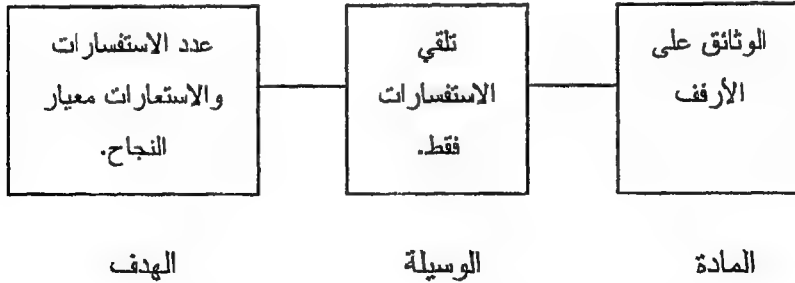 الوثائق على
الأرفف
تلقي
الاستفسارات
فقط.
عدد الاستفسارات
والاستعارات معيار
النجاح.
المادة
الوسيلة
الهدف